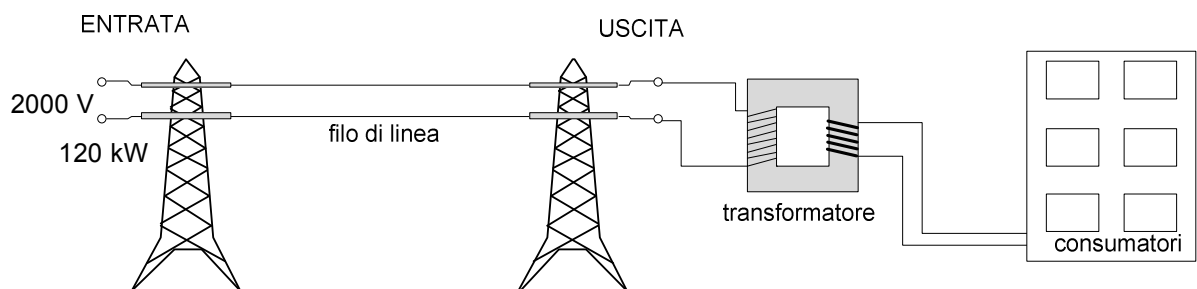 ENTRATA
USCITA
2000 V
120 kW
filo di linea
transformatore
consumatori